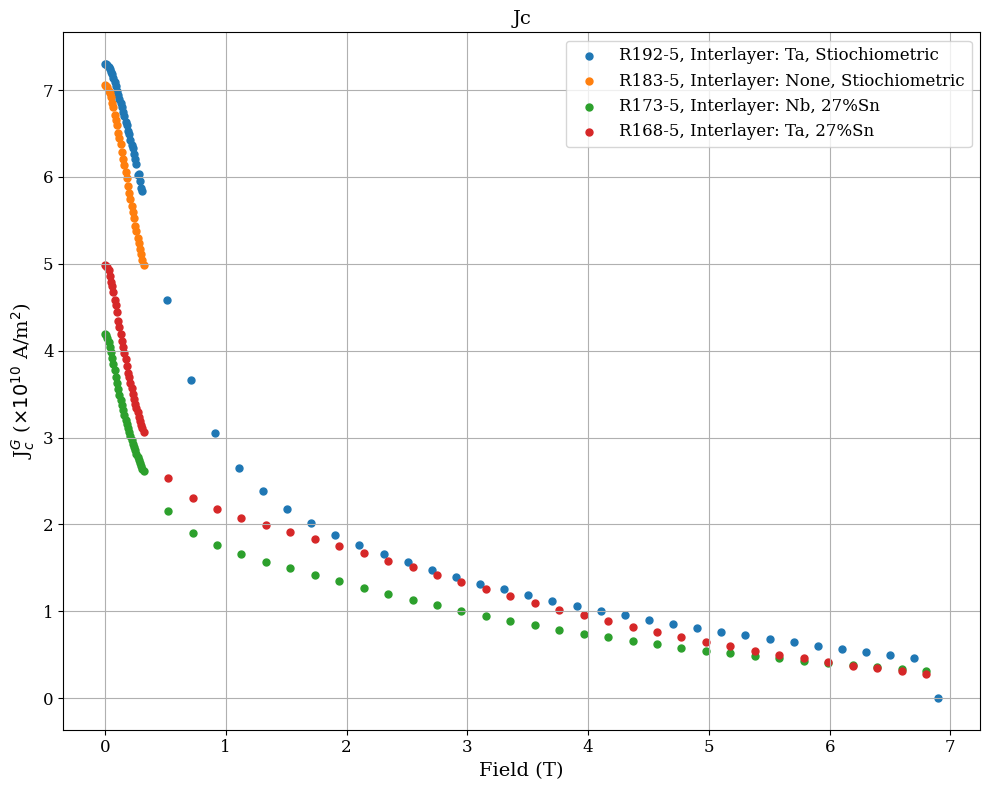 Jc
R192-5, Interlayer: Ta, Stiochiometric
R183-5, Interlayer: None, Stiochiometric
R173-5, Interlayer: Nb, 27%Sn
R168-5, Interlayer: Ta, 27%Sn
J_c^G (×10^10 A/m^2)
7
6
5
4
3
2
1
0
0 1 2 3 4 5 6 7
Field (T)